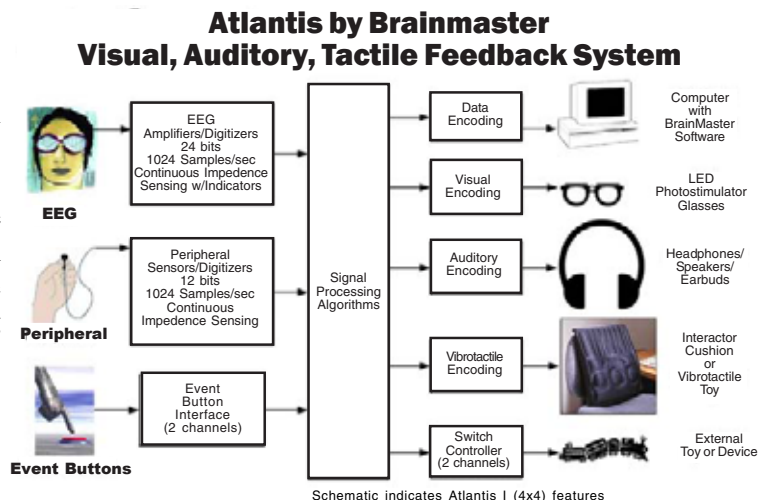 Atlantis by Brainmaster
Visual, Auditory, Tactile Feedback System
EEG
EEG
Amplifiers/Digitizers
24 bits
1024 Samples/sec
Continuous Impedence
Sensing w/Indicators
Peripheral
Peripheral
Sensors/Digitizers
12 bits
1024 Samples/sec
Continuous
Impedence Sensing
Event Buttons
Event
Button
Interface
(2 channels)
Signal
Processing
Algorithms
Data
Encoding
Computer
with
BrainMaster
Software
Visual
Encoding
LED
Photostimulator
Glasses
Auditory
Encoding
Headphones/
Speakers/
Earbuds
Vibrotactile
Encoding
Interactor
Cushion
or
Vibrotactile
Toy
Switch
Controller
(2 channels)
External
Toy or Device
Schematic indicates Atlantis I (4x4) features